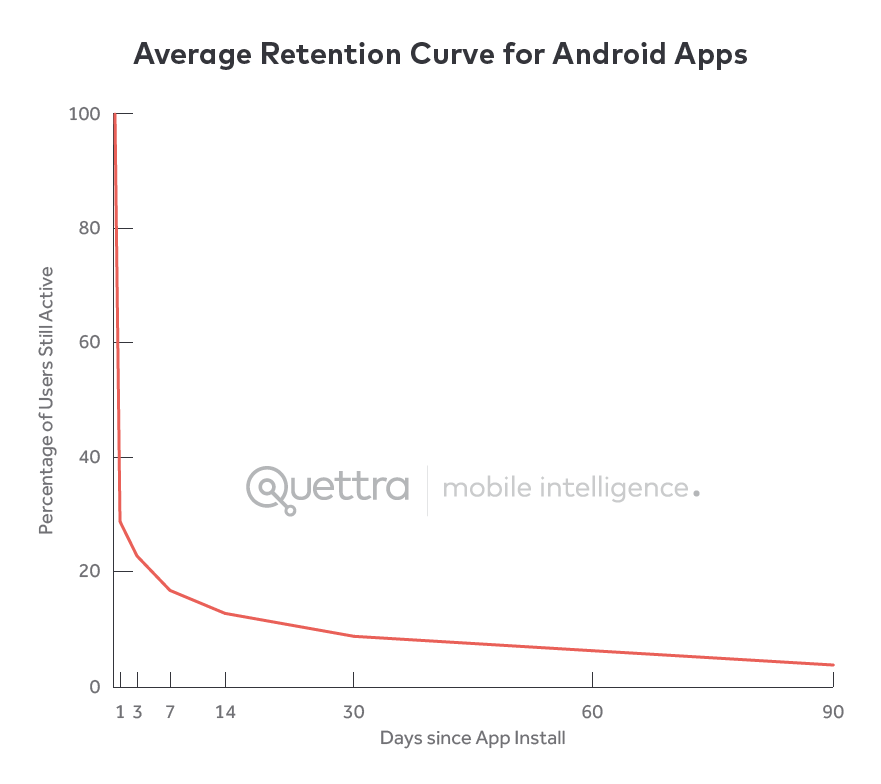 Average Retention Curve for Android Apps
100
80
60
40
20
0
Percentage of Users Still Active
Quettra mobile intelligence.
1 3 7 14 30 60 90
Days since App Install